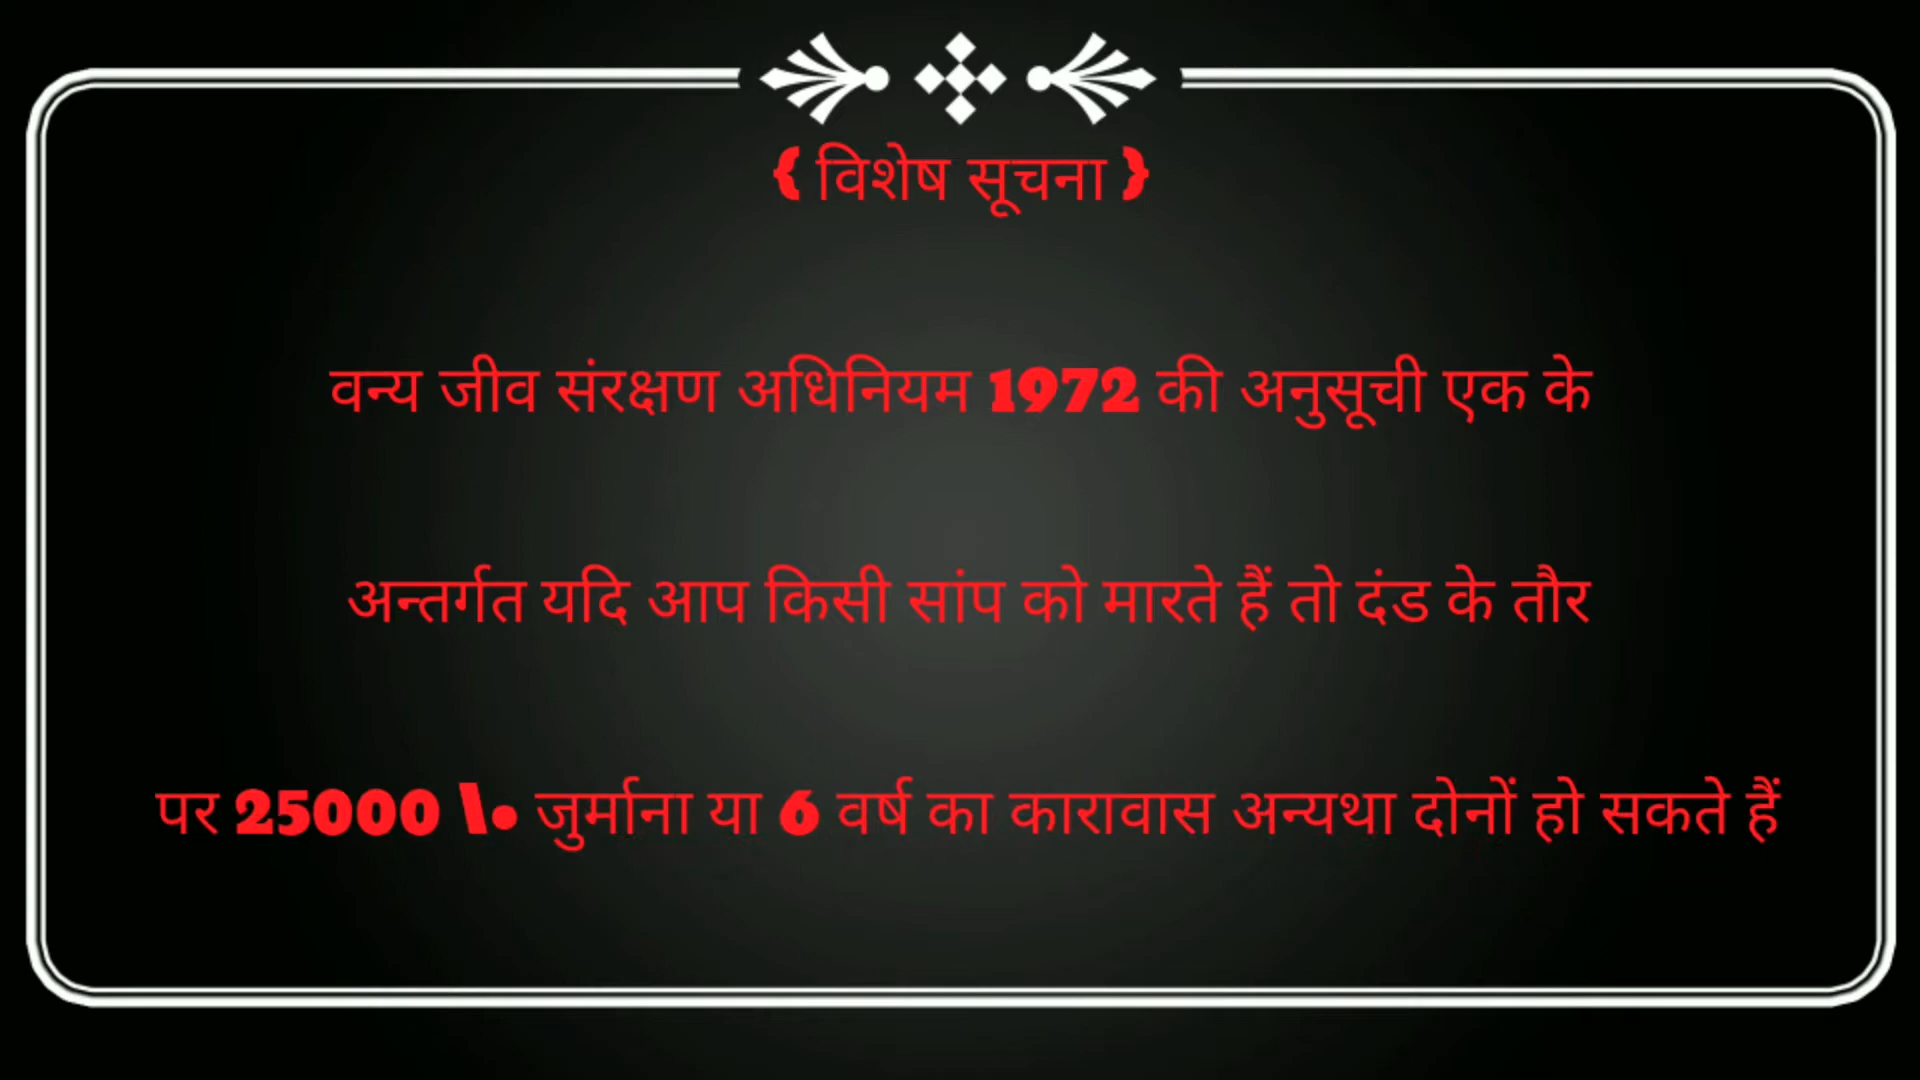 { विशेष सूचना }
वन्य जीव संरक्षण अधिनियम 1972 की अनुसूची एक के
अन्तर्गत यदि आप किसी सांप को मारते हैं तो दंड के तौर
पर 25000 \• जुर्माना या 6 वर्ष का कारावास अन्यथा दोनों हो सकते हैं